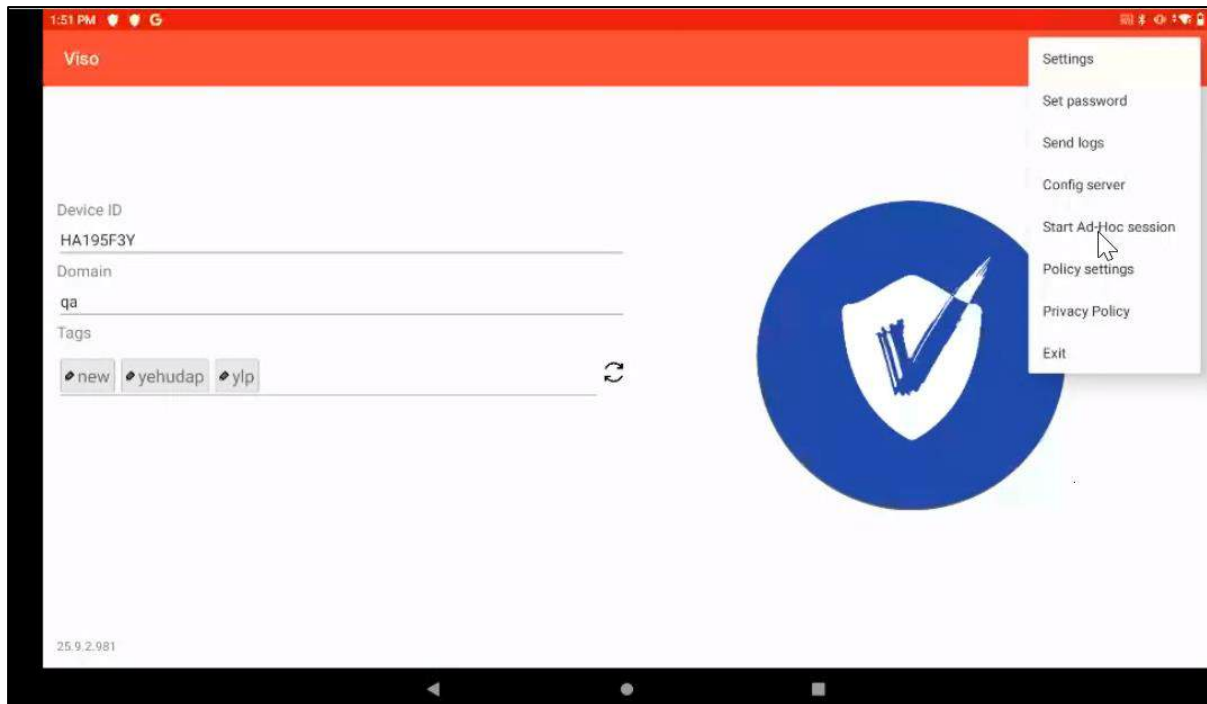 1:51 PM G
Viso
Settings
Set password
Send logs
Config server
Start Ad-Hoc session
Policy settings
Privacy Policy
Exit
Device ID
HA195F3Y
Domain
qa
Tags
new yehudap ylp
25.9.2.981